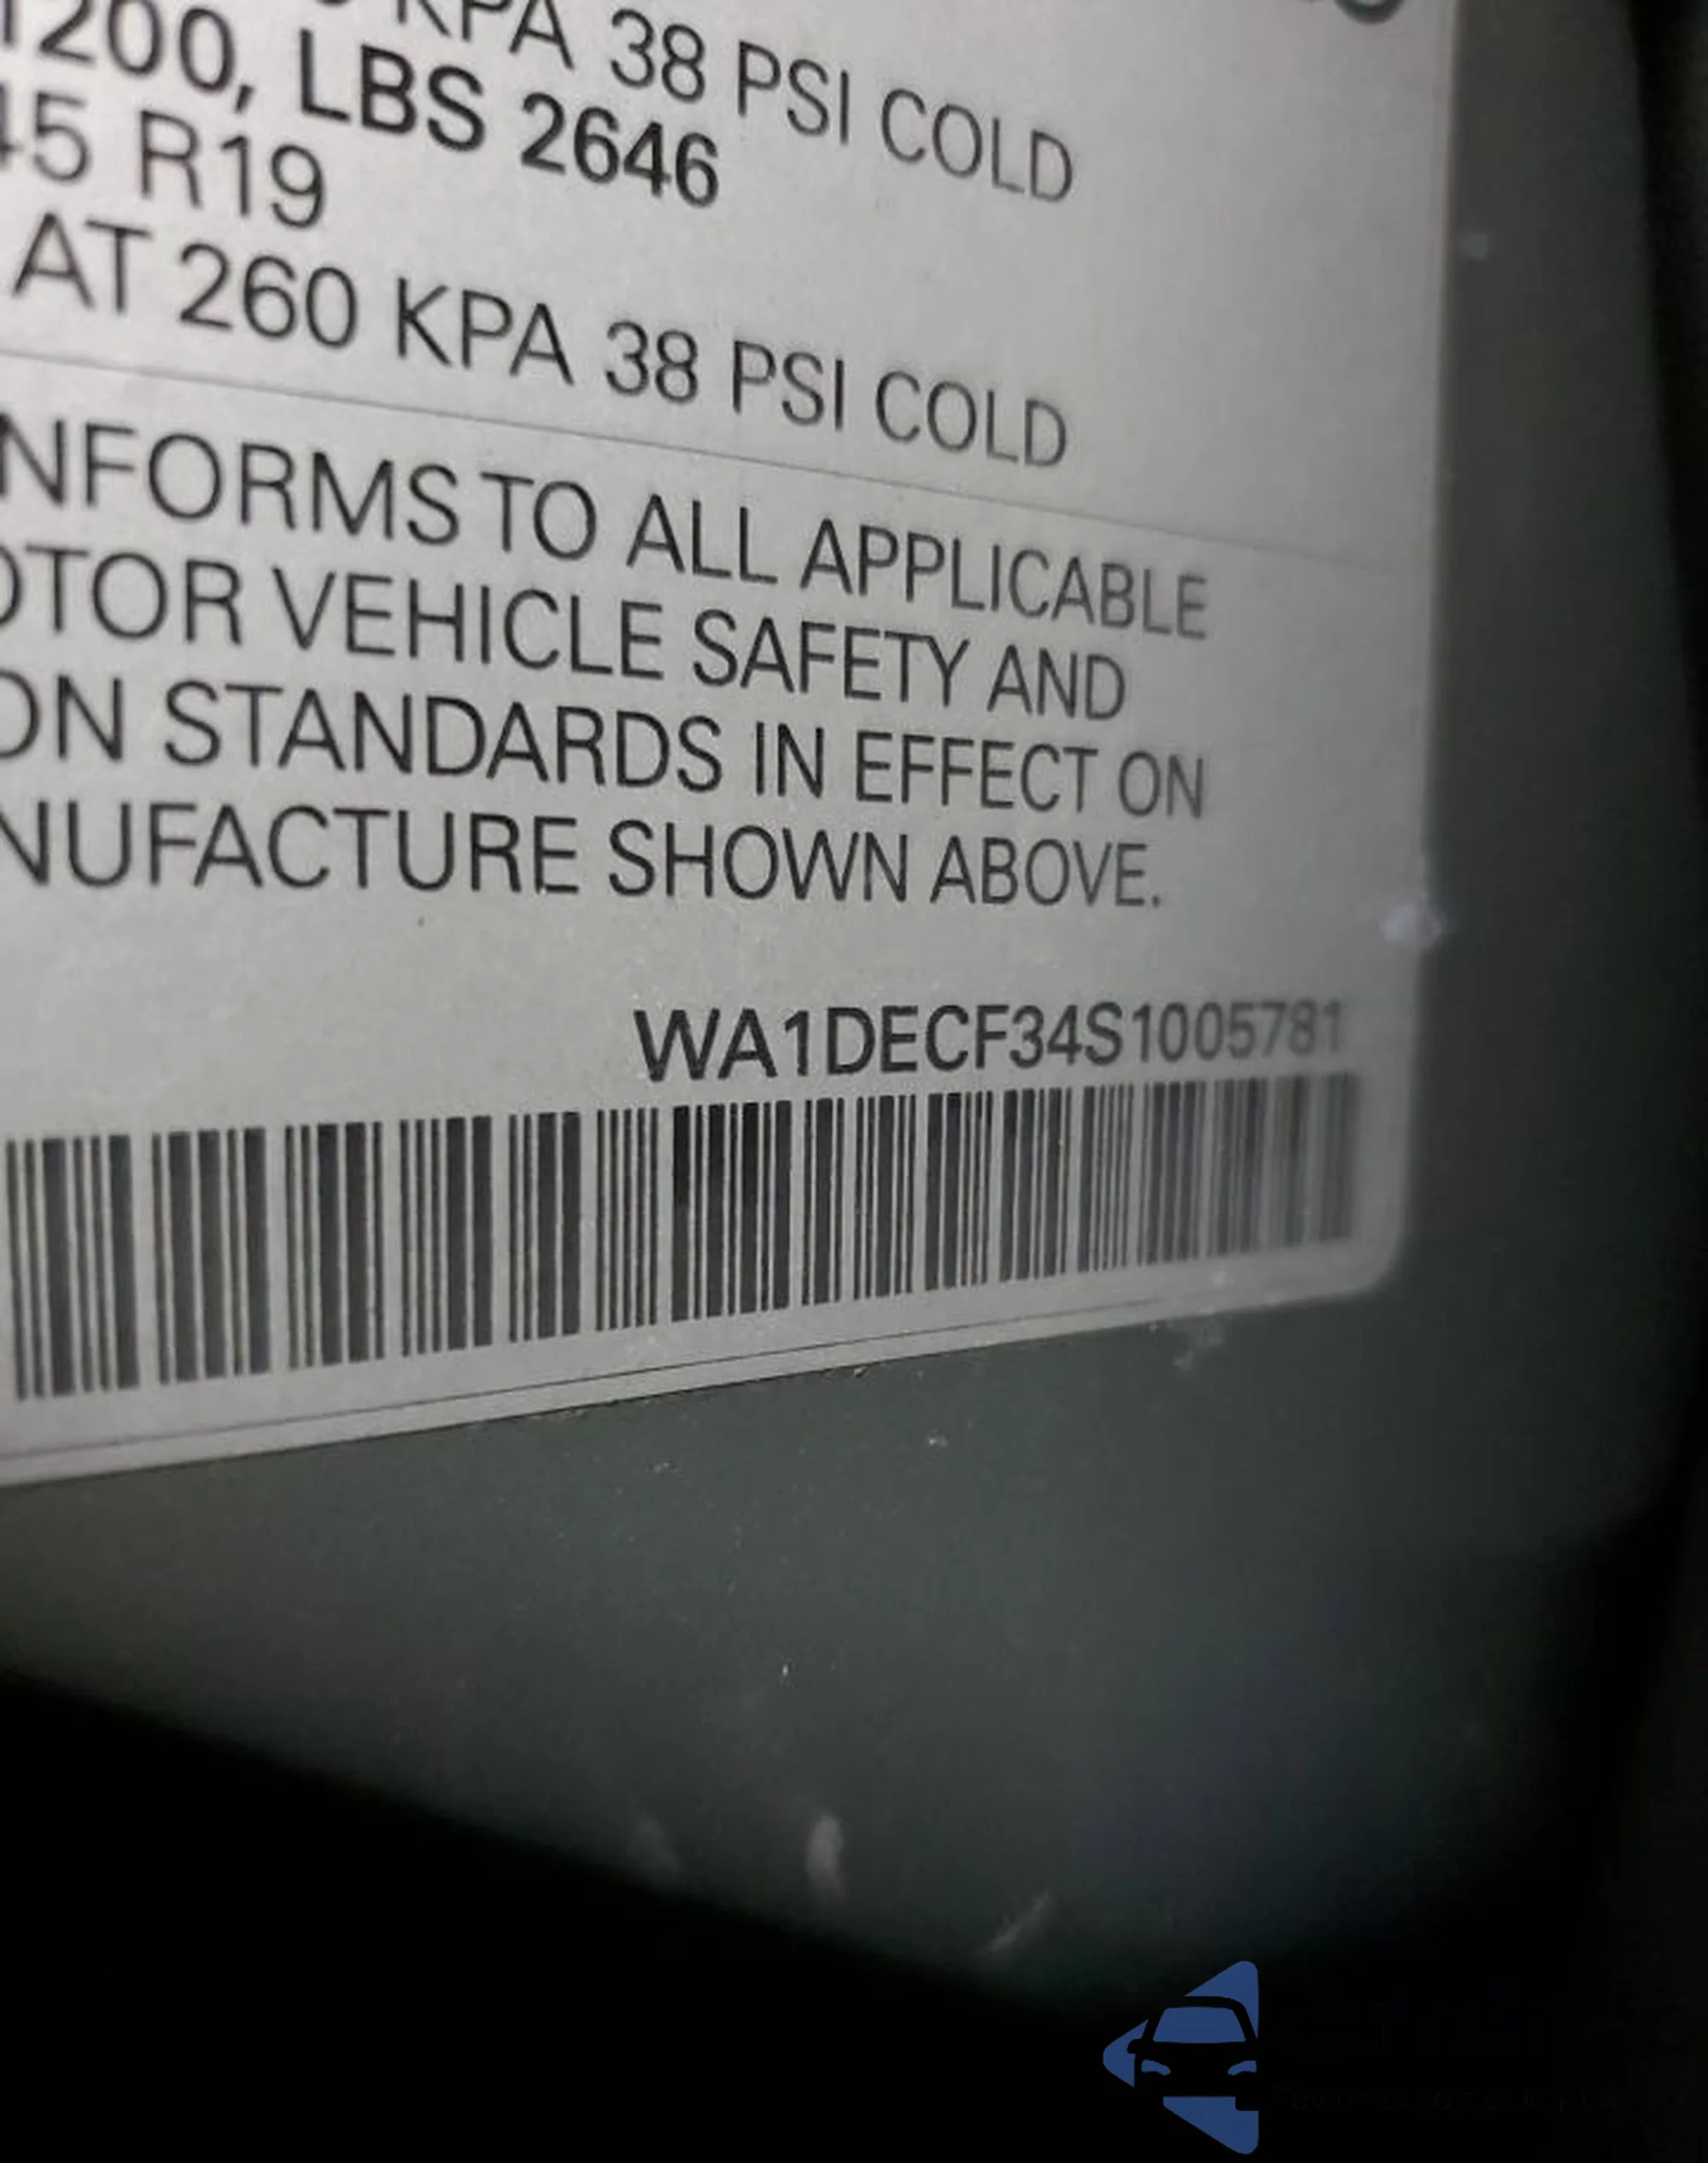 KPA 38 PSI COLD
1200, LBS 2646
45 R19
AT 260 KPA 38 PSI COLD
NFORMS TO ALL APPLICABLE
OTOR VEHICLE SAFETY AND
ON STANDARDS IN EFFECT ON
NUFACTURE SHOWN ABOVE.
WA1DECF34S1005781